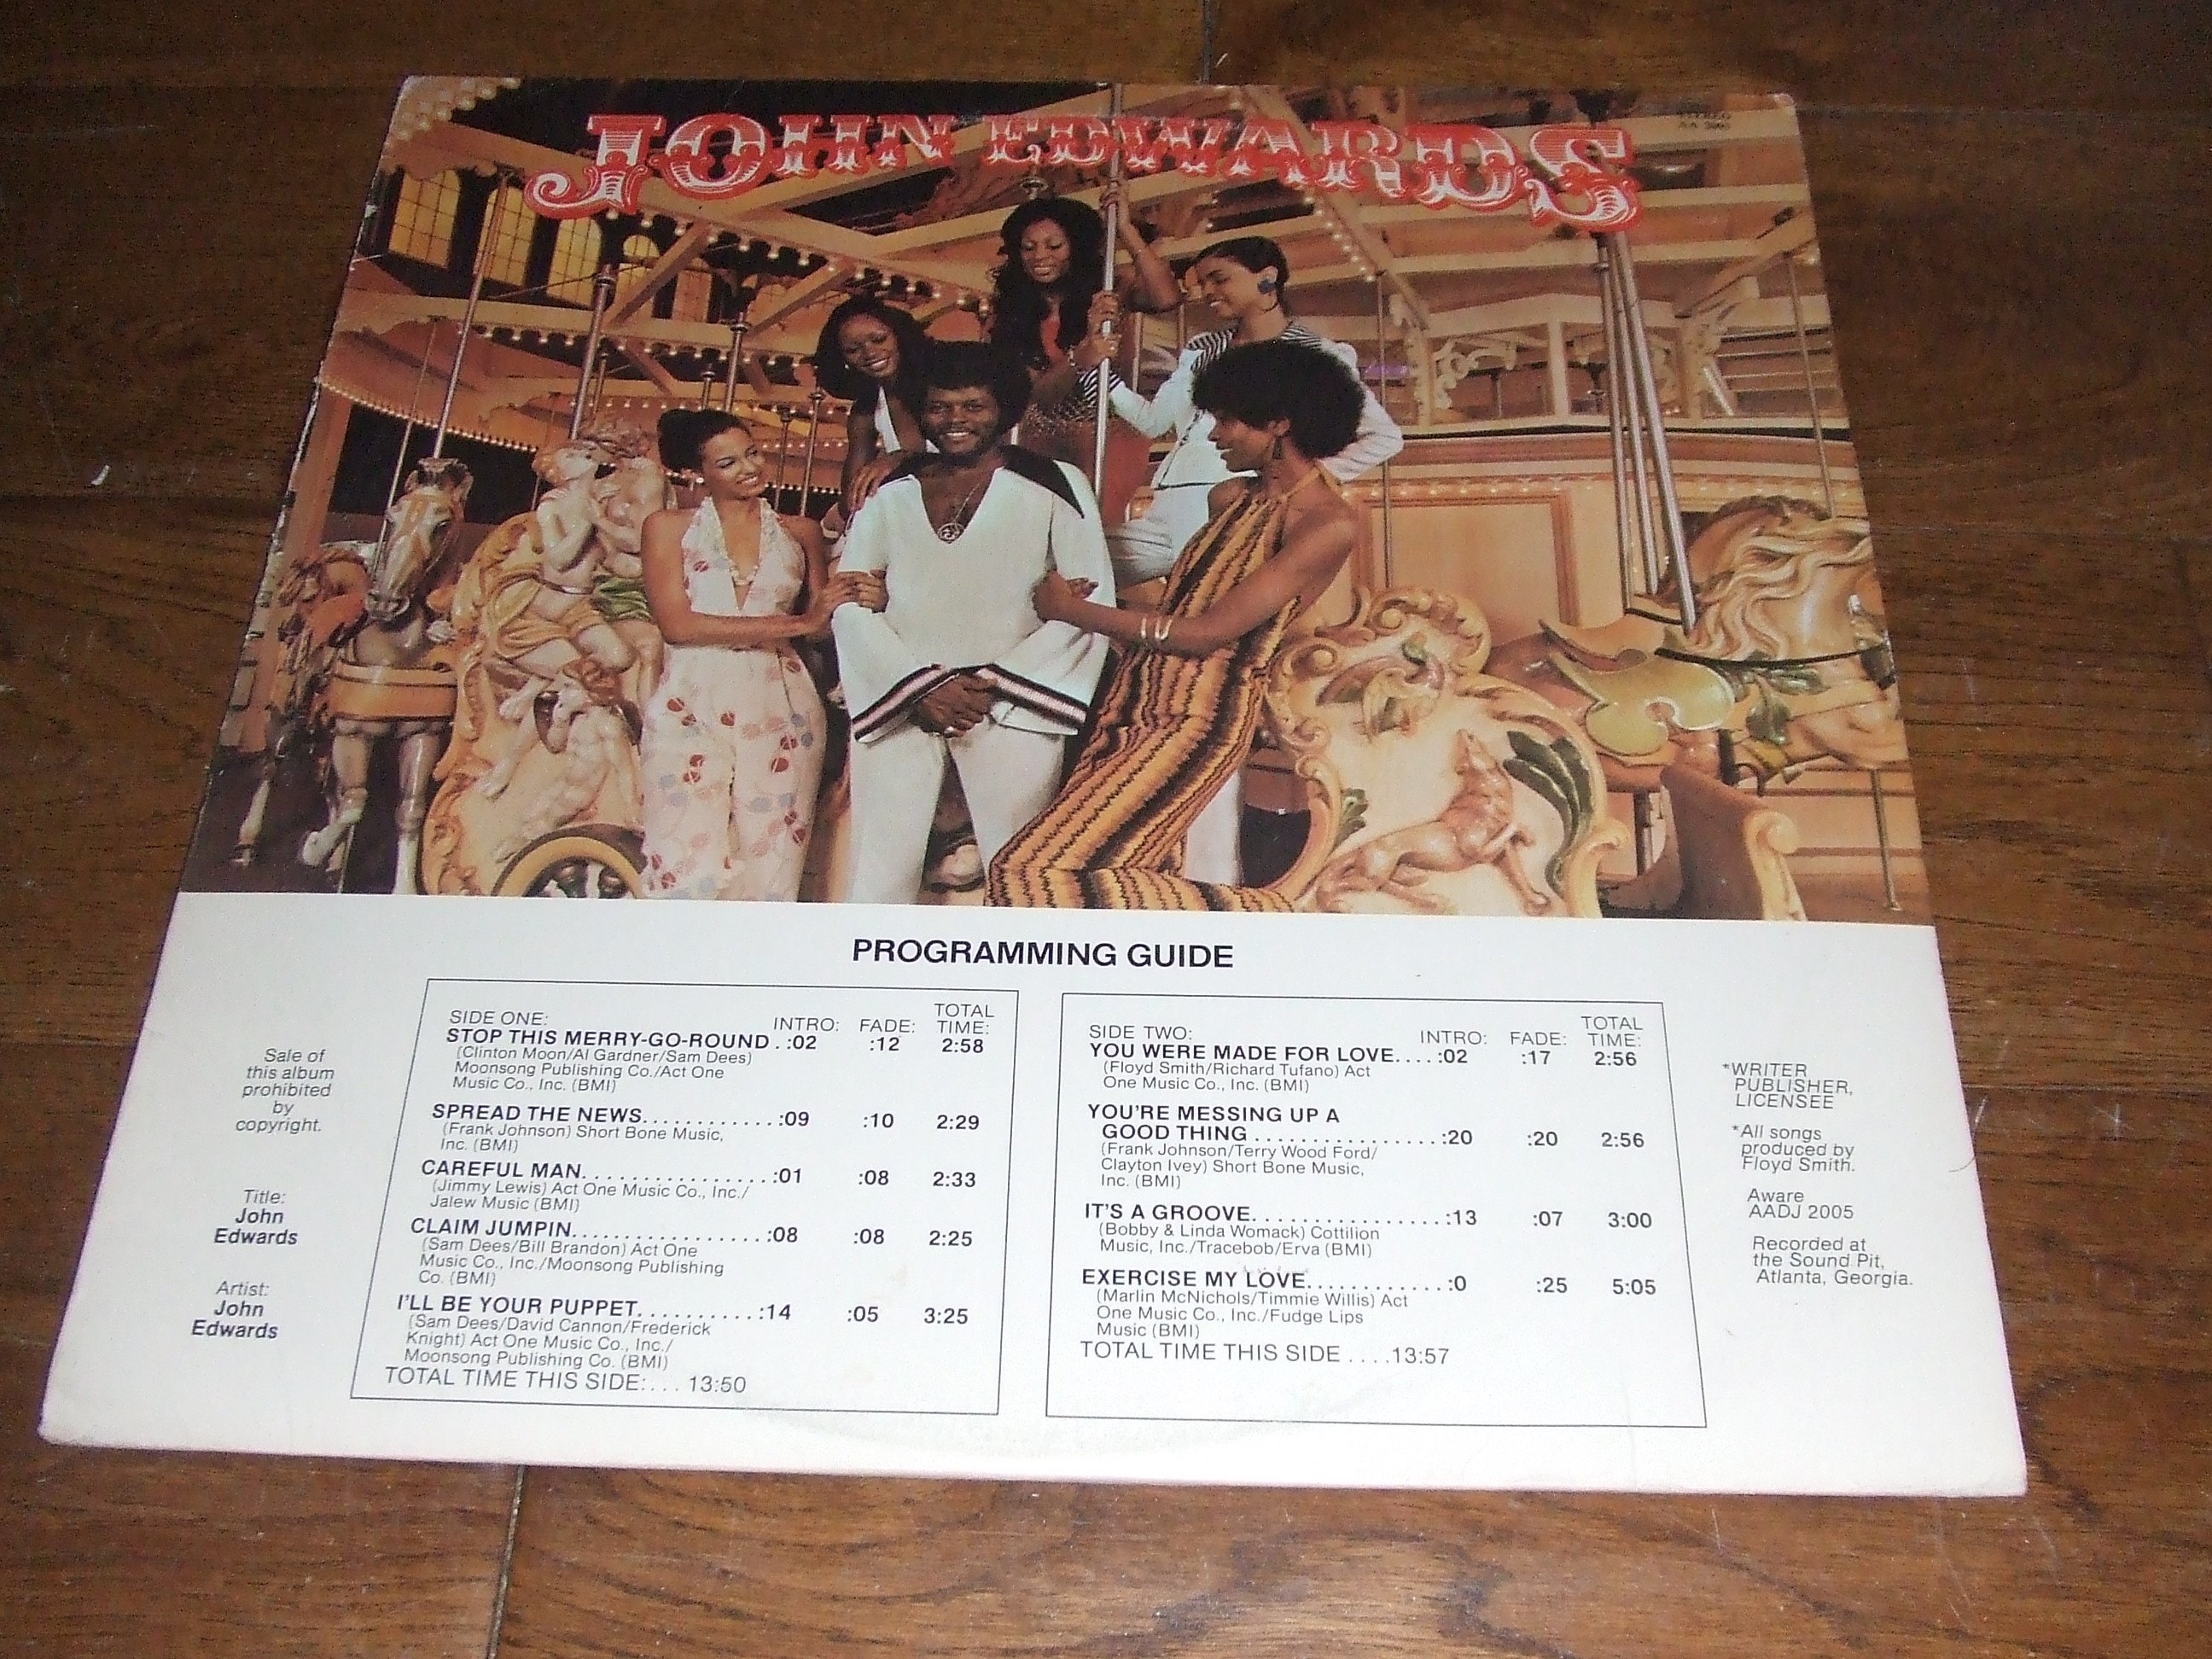 JOHN EDWARDS
STEREO
PROGRAMMING GUIDE
Sale of
this album
prohibited
by
copyright.
Title:
John
Edwards
Artist:
John
Edwards
SIDE ONE: INTRO: FADE: TOTAL TIME:
STOP THIS MERRY-GO-ROUND . :02 :12 2:58
(Clinton Moon/Al Gardner/Sam Dees)
Moonsong Publishing Co./Act One
Music Co., Inc. (BMI)
SPREAD THE NEWS.............:09 :10 2:29
(Frank Johnson) Short Bone Music,
Inc. (BMI)
CAREFUL MAN..................:01 :08 2:33
(Jimmy Lewis) Act One Music Co., Inc./
Jalew Music (BMI)
CLAIM JUMPIN...................:08 :08 2:25
(Sam Dees/Bill Brandon) Act One
Music Co., Inc./Moonsong Publishing
Co. (BMI)
I'LL BE YOUR PUPPET...........:14 :05 3:25
(Sam Dees/David Cannon/Frederick
Knight) Act One Music Co., Inc./
Moonsong Publishing Co. (BMI)
TOTAL TIME THIS SIDE:... 13:50
SIDE TWO: INTRO: FADE: TOTAL TIME:
YOU WERE MADE FOR LOVE....:02 :17 2:56
(Floyd Smith/Richard Tufano) Act
One Music Co., Inc. (BMI)
YOU'RE MESSING UP A
GOOD THING .................:20 :20 2:56
(Frank Johnson/Terry Wood Ford/
Clayton Ivey) Short Bone Music,
Inc. (BMI)
IT'S A GROOVE..................:13 :07 3:00
(Bobby & Linda Womack) Cotillion
Music, Inc./Tracebob/Erva (BMI)
EXERCISE MY LOVE.............:0 :25 5:05
(Marlin McNichols/Timmie Willis) Act
One Music Co., Inc./Fudge Lips
Music (BMI)
TOTAL TIME THIS SIDE ....13:57
*WRITER
PUBLISHER,
LICENSEE
*All songs
produced by
Floyd Smith.
Aware
AADJ 2005
Recorded at
the Sound Pit,
Atlanta, Georgia.